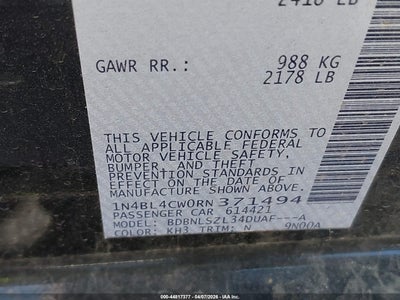 2418 LB
GAWR RR.: 988 KG
2178 LB
THIS VEHICLE CONFORMS TO
ALL APPLICABLE FEDERAL
MOTOR VEHICLE SAFETY,
BUMPER, AND THEFT
PREVENTION STANDARDS IN
EFFECT ON THE DATE OF
MANUFACTURE SHOWN ABOVE.
1N4BL4CW0RN371494
PASSENGER CAR 614421
MODEL: BDBNLSZL34DUAF---A
COLOR: KH3 TRIM: N 9N00A
000-44817377 - 04/07/2026 - IAA